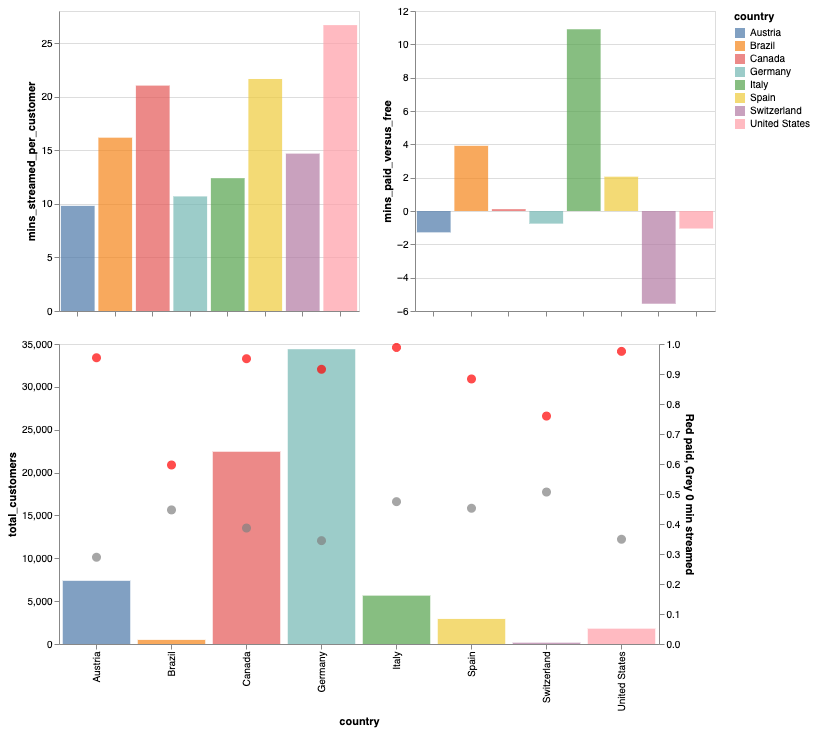 mins_streamed_per_customer
25
20
15
10
5
0
mins_paid_versus_free
12
10
8
6
4
2
0
−2
−4
−6
country
Austria
Brazil
Canada
Germany
Italy
Spain
Switzerland
United States
total_customers
35,000
30,000
25,000
20,000
15,000
10,000
5,000
0
1.0
0.9
0.8
0.7
0.6
0.5
0.4
0.3
0.2
0.1
0.0
Red paid, Grey 0 min streamed
Austria
Brazil
Canada
Germany
Italy
Spain
Switzerland
United States
country